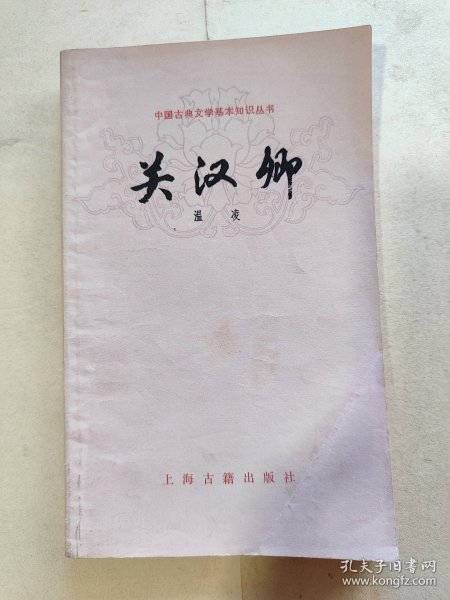 中国古典文学基本知识丛书
关汉卿
温凌
上海古籍出版社
孔夫子旧书网
www.kongfz.com